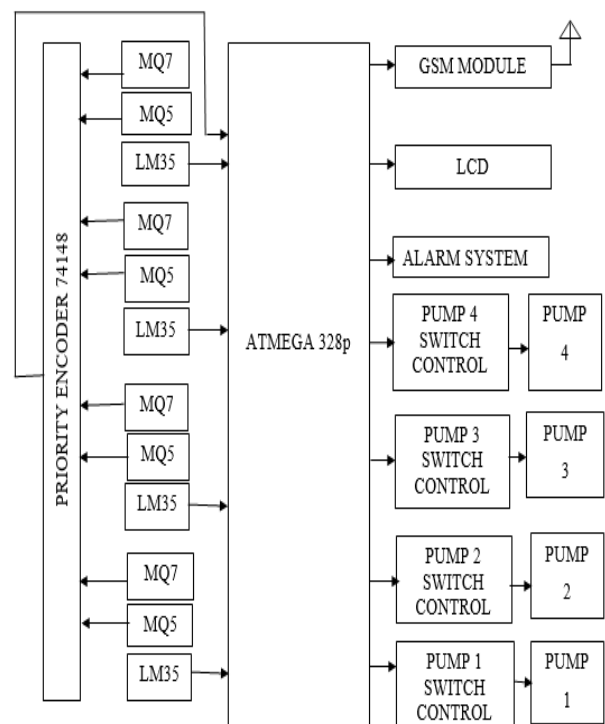 PRIORITY ENCODER 74148
MQ7
MQ5
LM35
MQ7
MQ5
LM35
MQ7
MQ5
LM35
MQ7
MQ5
LM35
ATMEGA 328p
GSM MODULE
LCD
ALARM SYSTEM
PUMP 4
SWITCH
CONTROL
PUMP
4
PUMP 3
SWITCH
CONTROL
PUMP
3
PUMP 2
SWITCH
CONTROL
PUMP
2
PUMP 1
SWITCH
CONTROL
PUMP
1